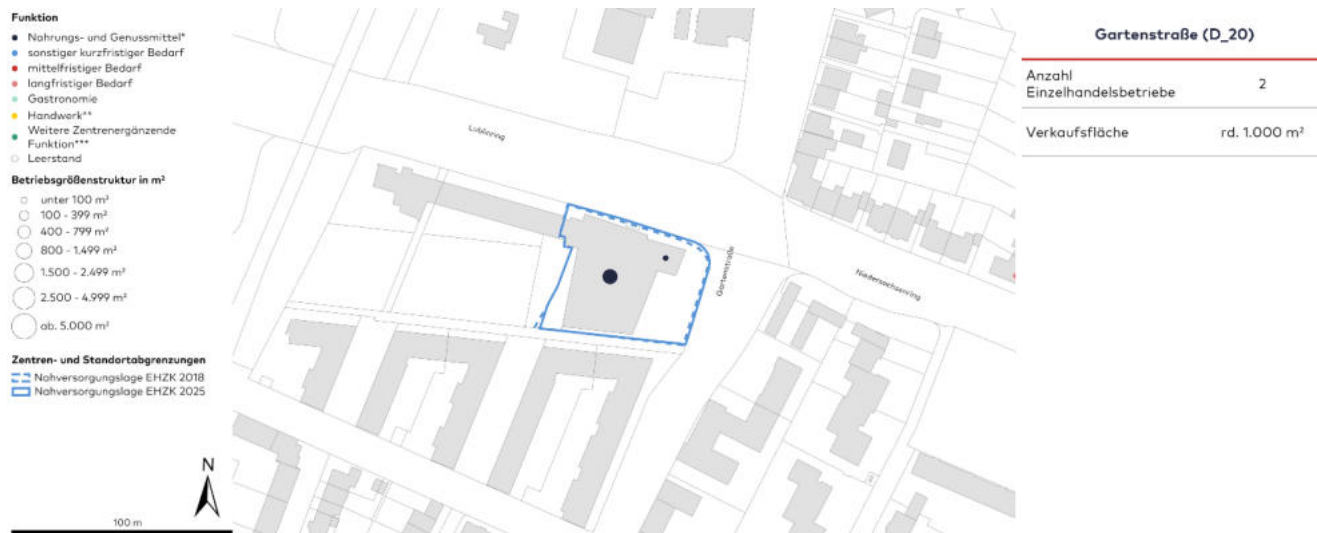 Funktion
Nahrungs- und Genussmittel*
sonstiger kurzfristiger Bedarf
mittelfristiger Bedarf
langfristiger Bedarf
Gastronomie
Handwerk**
Weitere Zentrenergänzende
Funktion***
Leerstand
Betriebsgrößenstruktur in m²
unter 100 m²
100 - 399 m²
400 - 799 m²
800 - 1.499 m²
1.500 - 2.499 m²
2.500 - 4.999 m²
ab. 5.000 m²
Zentren- und Standortabgrenzungen
Nahversorgungslage EHZK 2018
Nahversorgungslage EHZK 2025
N
100 m
Lublinring
Gartenstraße
Niedersachsenring
Gartenstraße (D_20)
Anzahl
Einzelhandelsbetriebe 2
Verkaufsfläche rd. 1.000 m²